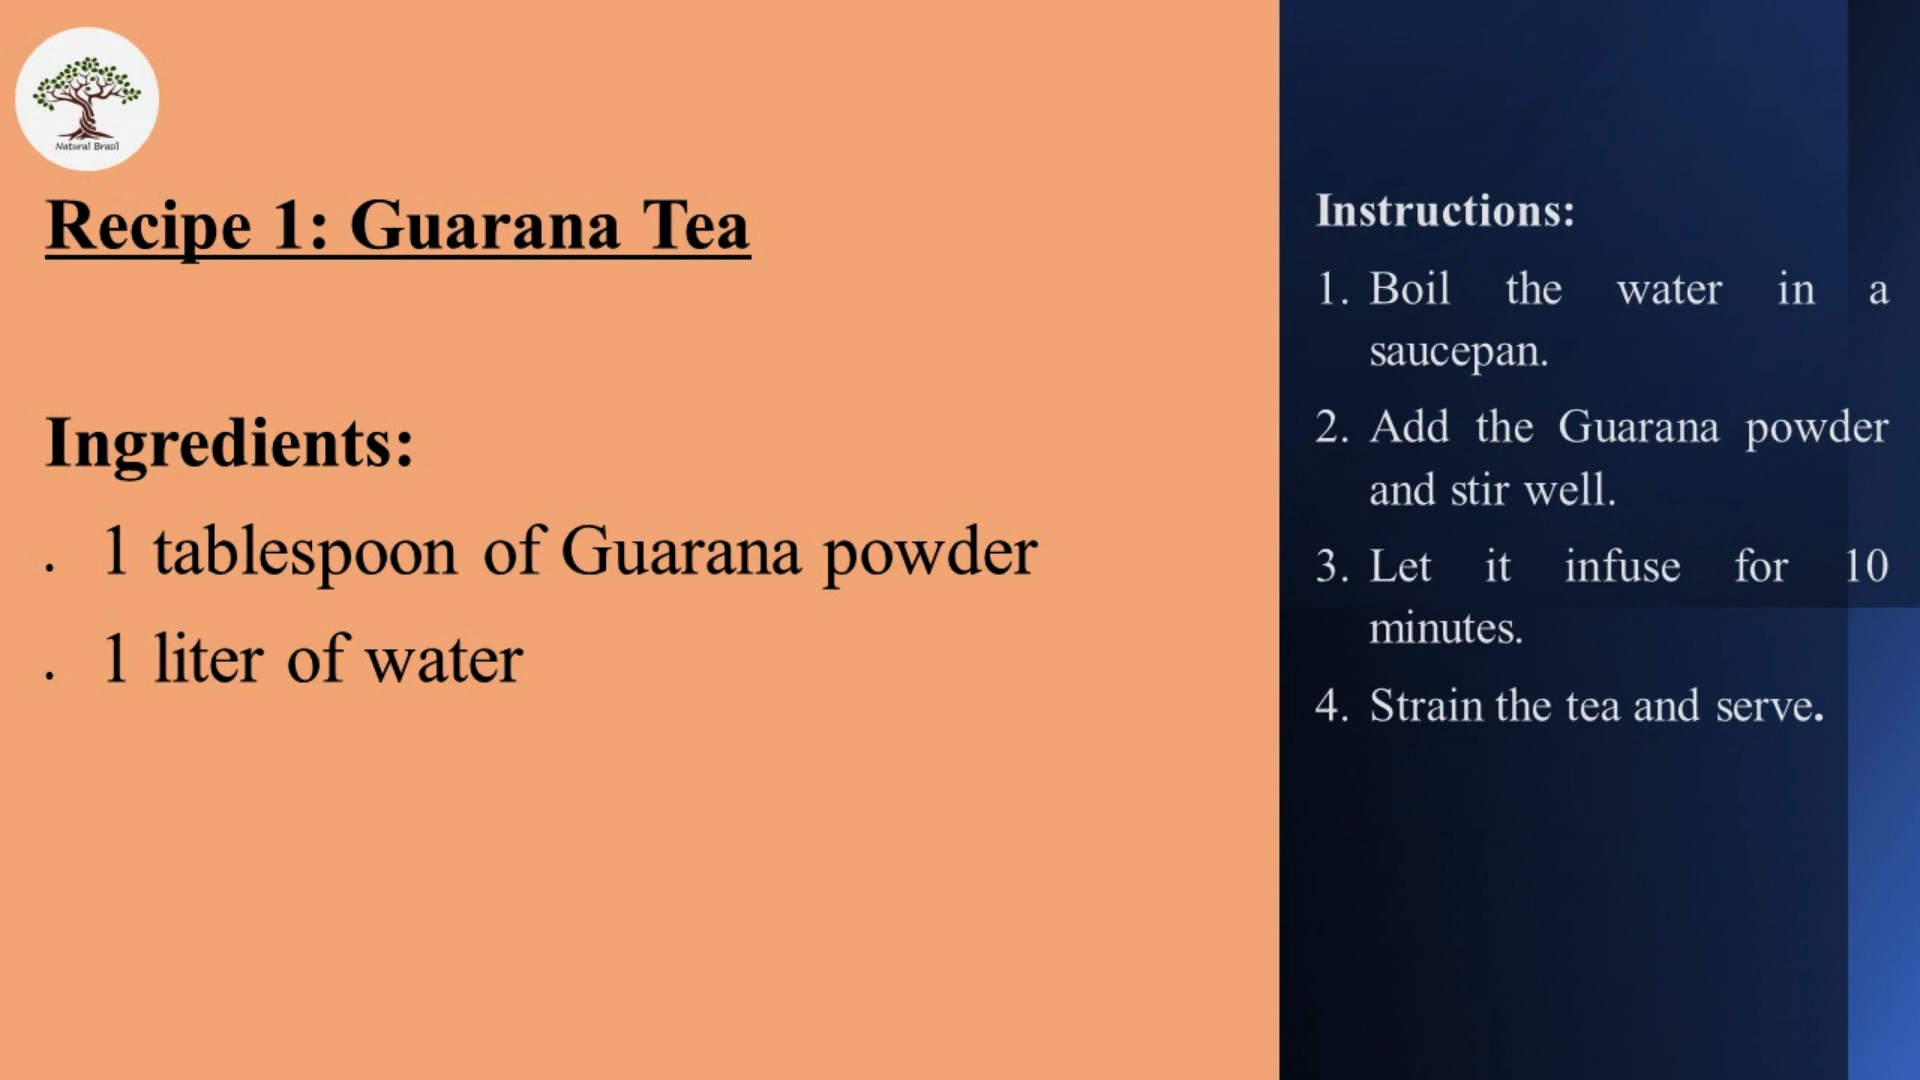 Natural Brasil
Recipe 1: Guarana Tea
Ingredients:
. 1 tablespoon of Guarana powder
. 1 liter of water
Instructions:
1. Boil the water in a
saucepan.
2. Add the Guarana powder
and stir well.
3. Let it infuse for 10
minutes.
4. Strain the tea and serve.